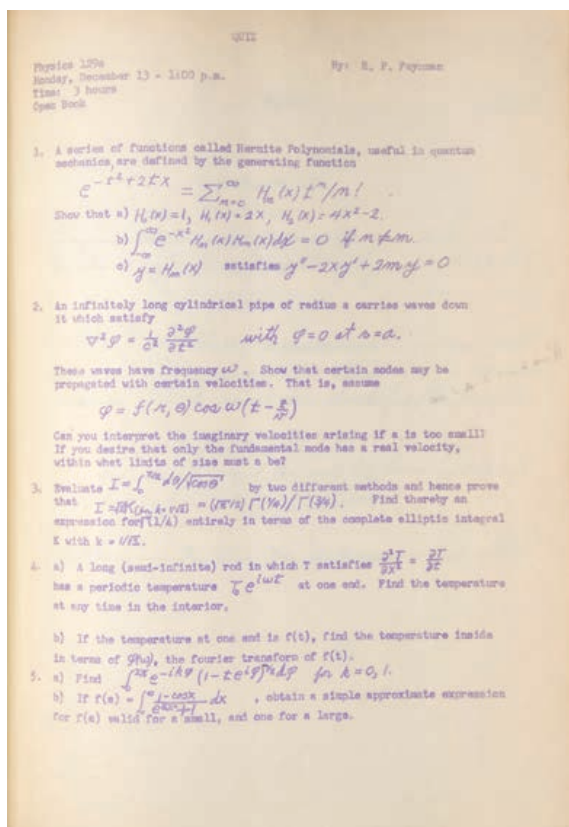 QUIZ
Physics 129a
By: R. P. Feynman
Monday, December 13 - 1:00 p.m.
Time: 3 hours
Open Book
1. A series of functions called Hermite Polynomials, useful in quantum
mechanics, are defined by the generating function
e^{-t²+2tx} = Σ_{n=0}^∞ H_n(x) t^n/n! .
Show that a) H_0(x)=1, H_1(x)=2X, H_2(x)=4x²-2.
b) ∫_{-∞}^∞ e^{-x²} H_n(x) H_m(x) dx = 0 if n≠m.
c) y = H_n(x) satisfies y''-2xy'+2ny=0
2. An infinitely long cylindrical pipe of radius a carries waves down
it which satisfy
∇²φ = 1/c² ∂²φ/∂t² with φ=0 at r=a.
These waves have frequency ω. Show that certain modes may be
propagated with certain velocities. That is, assume
φ = f(r, θ) cos ω(t - z/v)
Can you interpret the imaginary velocities arising if a is too small?
If you desire that only the fundamental mode has a real velocity,
within what limits of size must a be?
3. Evaluate I = ∫_0^{π/2} dθ/√cosθ by two different methods and hence prove
that I = √2 K(for k=1/√2) = (√π/2) Γ(1/4)/Γ(3/4). Find thereby an
expression for Γ(1/4) entirely in terms of the complete elliptic integral
K with k = 1/√2.
4. a) A long (semi-infinite) rod in which T satisfies ∂²T/∂x² = ∂T/∂t
has a periodic temperature T_0 e^{iωt} at one end. Find the temperature
at any time in the interior.
b) If the temperature at one end is f(t), find the temperature inside
in terms of φ(ω), the fourier transform of f(t).
5. a) Find ∫_0^{2π} e^{-ikφ} (1-te^{iφ})^n dφ for k=0,1.
b) If f(a) = ∫_0^∞ 1-cosx / +1 dx , obtain a simple approximate expression
for f(a) valid for a small, and one for a large.